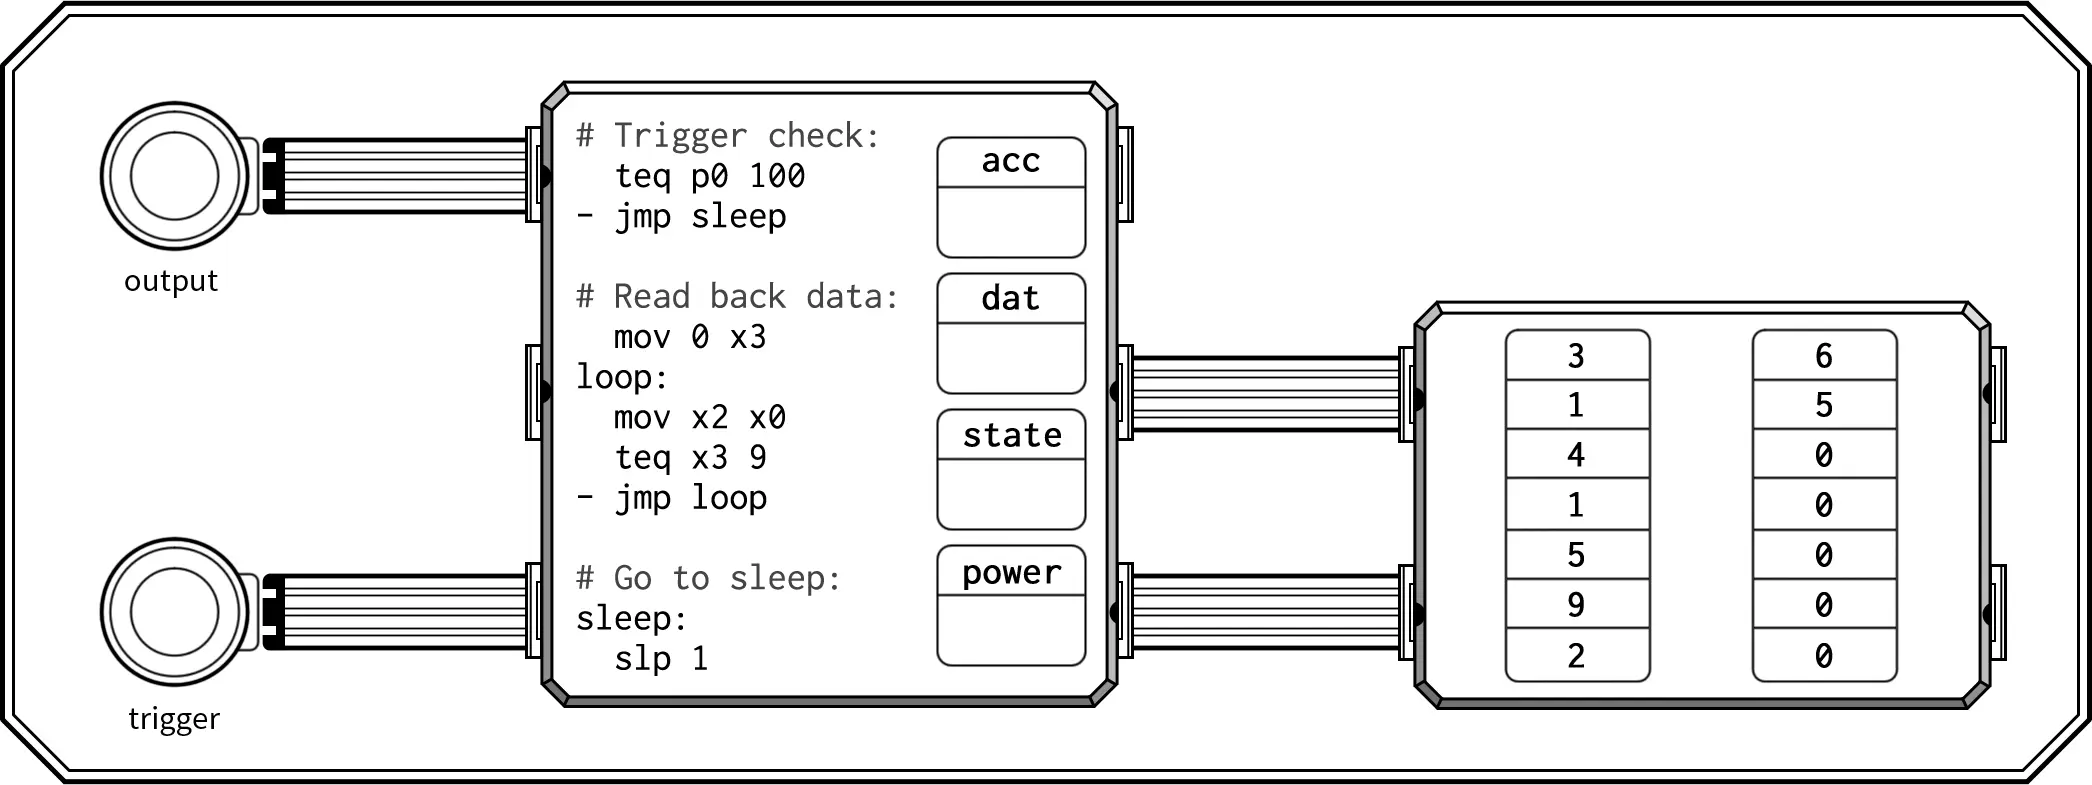 output
trigger
# Trigger check:
teq p0 100
- jmp sleep
# Read back data:
mov 0 x3
loop:
mov x2 x0
teq x3 9
- jmp loop
# Go to sleep:
sleep:
slp 1
acc
dat
state
power
3 6
1 5
4 0
1 0
5 0
9 0
2 0